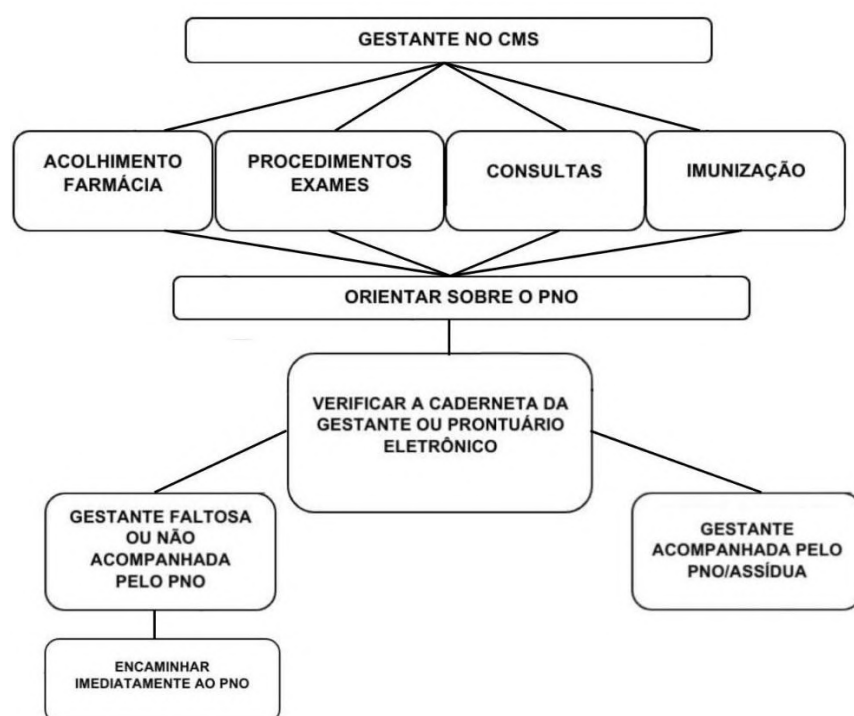 GESTANTE NO CMS
ACOLHIMENTO
FARMÁCIA
PROCEDIMENTOS
EXAMES
CONSULTAS
IMUNIZAÇÃO
ORIENTAR SOBRE O PNO
VERIFICAR A CADERNETA DA
GESTANTE OU PRONTUÁRIO
ELETRÔNICO
GESTANTE FALTOSA
OU NÃO
ACOMPANHADA
PELO PNO
GESTANTE
ACOMPANHADA PELO
PNO/ASSÍDUA
ENCAMINHAR
IMEDIATAMENTE AO PNO